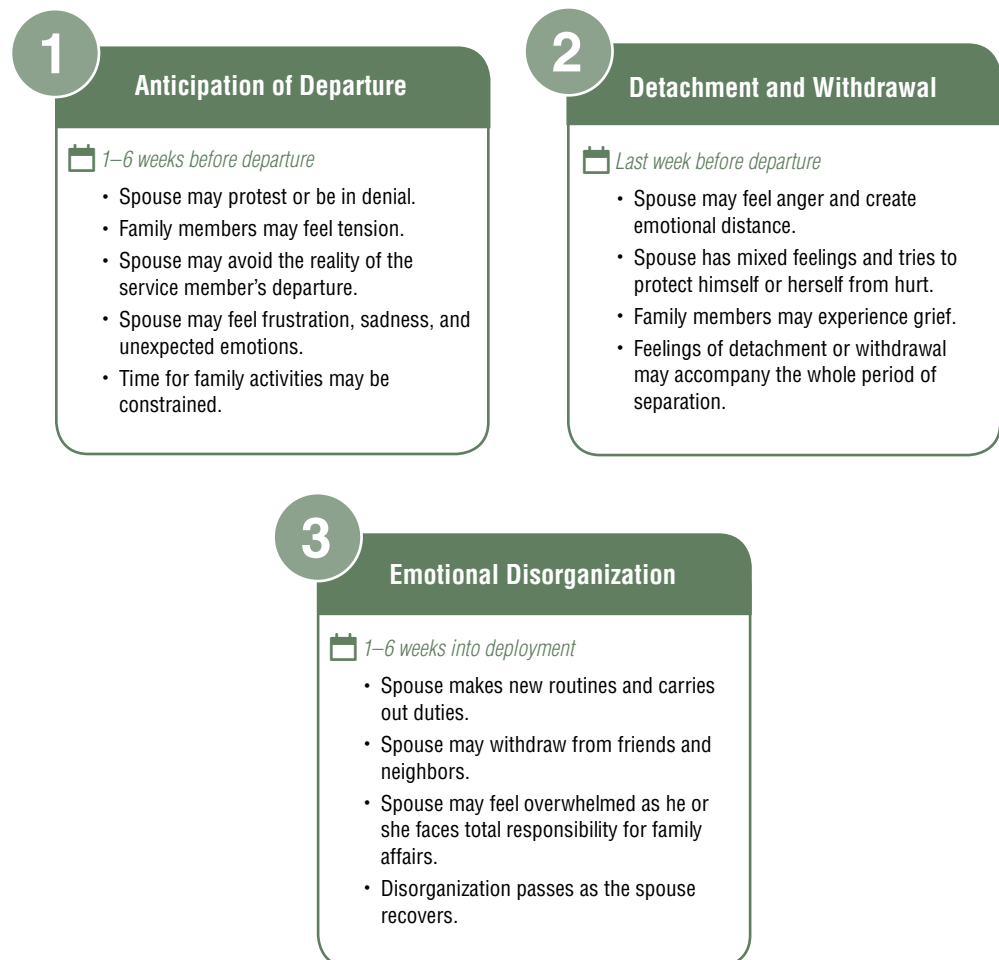 1
Anticipation of Departure
1–6 weeks before departure
• Spouse may protest or be in denial.
• Family members may feel tension.
• Spouse may avoid the reality of the
service member’s departure.
• Spouse may feel frustration, sadness, and
unexpected emotions.
• Time for family activities may be
constrained.
2
Detachment and Withdrawal
Last week before departure
• Spouse may feel anger and create
emotional distance.
• Spouse has mixed feelings and tries to
protect himself or herself from hurt.
• Family members may experience grief.
• Feelings of detachment or withdrawal
may accompany the whole period of
separation.
3
Emotional Disorganization
1–6 weeks into deployment
• Spouse makes new routines and carries
out duties.
• Spouse may withdraw from friends and
neighbors.
• Spouse may feel overwhelmed as he or
she faces total responsibility for family
affairs.
• Disorganization passes as the spouse
recovers.